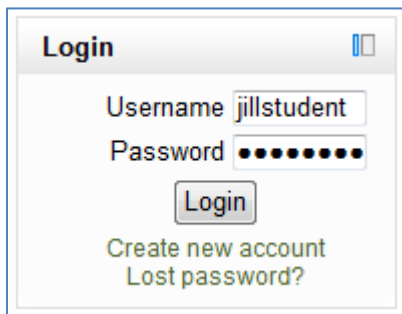 Login
Username jillstudent
Password ●●●●●●●●
Login
Create new account
Lost password?